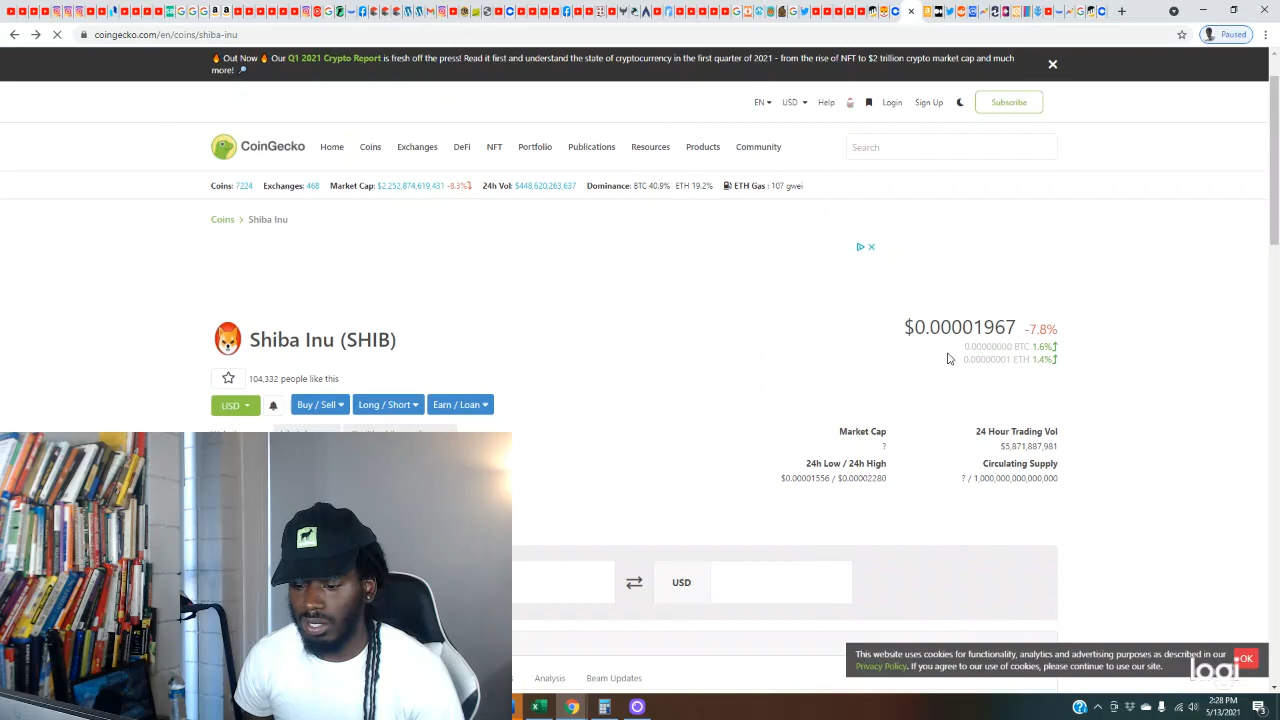 coingecko.com/en/coins/shiba-inu
Paused
🔥 Out Now 🔥 Our Q1 2021 Crypto Report is fresh off the press! Read it first and understand the state of cryptocurrency in the first quarter of 2021 - from the rise of NFT to $2 trillion crypto market cap and much
more! 🔎
EN USD Help Login Sign Up Subscribe
CoinGecko Home Coins Exchanges DeFi NFT Portfolio Publications Resources Products Community Search
Coins: 7224 Exchanges: 468 Market Cap: $2,252,874,619,431 -8.3% 24h Vol: $448,620,263,637 Dominance: BTC 40.9% ETH 19.2% ETH Gas : 107 gwei
Coins > Shiba Inu
$0.00001967 -7.8%
Shiba Inu (SHIB)
0.00000000 BTC 1.6%
0.00000001 ETH 1.4%
104,332 people like this
USD Buy / Sell Long / Short Earn / Loan
Market Cap 24 Hour Trading Vol
? $5,871,887,981
24h Low / 24h High Circulating Supply
$0.00001556 / $0.00002280 ? / 1,000,000,000,000,000
USD
This website uses cookies for functionality, analytics and advertising purposes as described in our
Privacy Policy. If you agree to our use of cookies, please continue to use our site.
OK
logi
Analysis Beam Updates
2:28 PM
5/13/2021